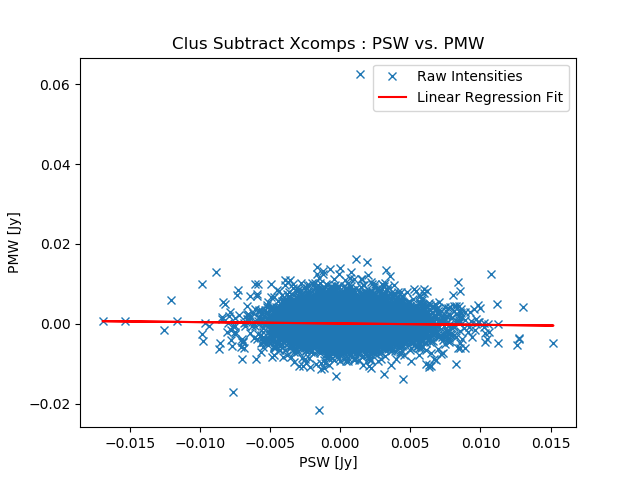 Clus Subtract Xcomps : PSW vs. PMW
Raw Intensities
Linear Regression Fit
PMW [Jy]
0.06
0.04
0.02
0.00
−0.02
−0.015 −0.010 −0.005 0.000 0.005 0.010 0.015
PSW [Jy]